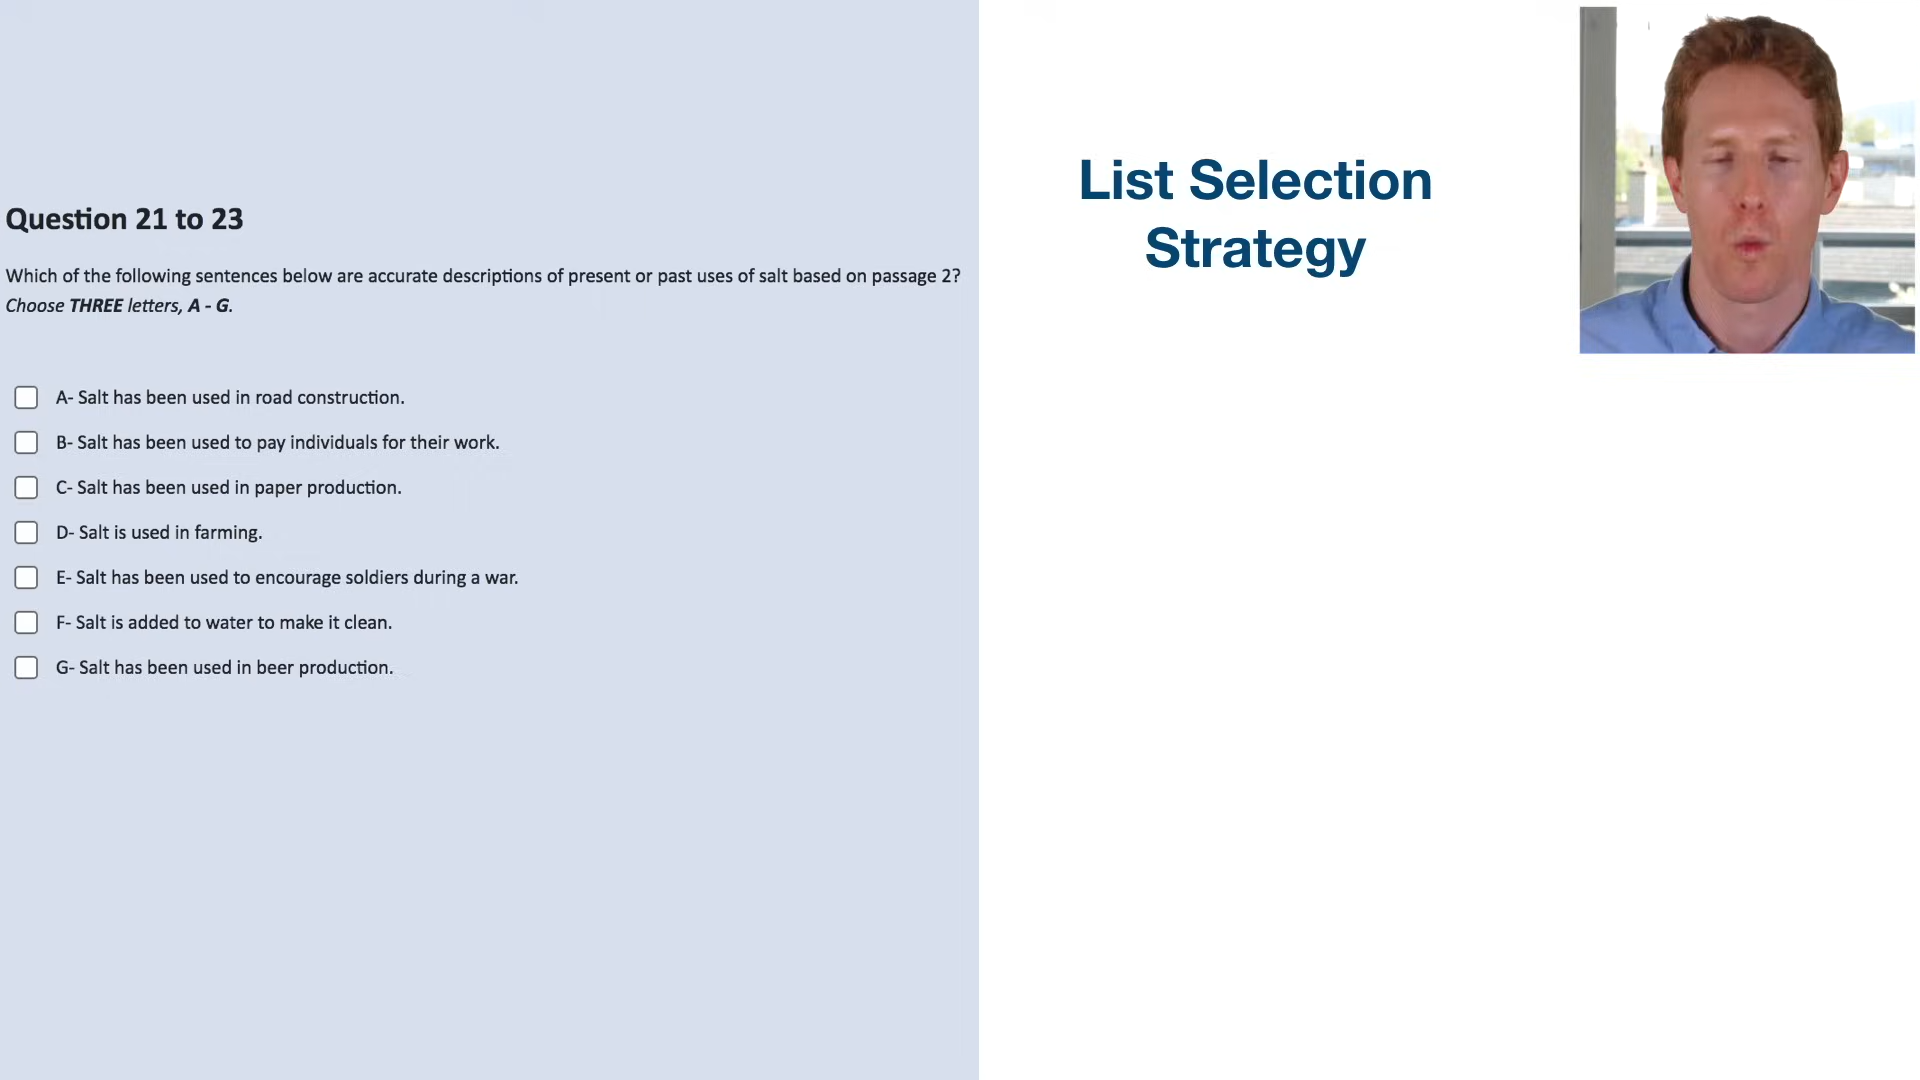 List Selection
Strategy
Question 21 to 23
Which of the following sentences below are accurate descriptions of present or past uses of salt based on passage 2?
Choose THREE letters, A - G.
A- Salt has been used in road construction.
B- Salt has been used to pay individuals for their work.
C- Salt has been used in paper production.
D- Salt is used in farming.
E- Salt has been used to encourage soldiers during a war.
F- Salt is added to water to make it clean.
G- Salt has been used in beer production.